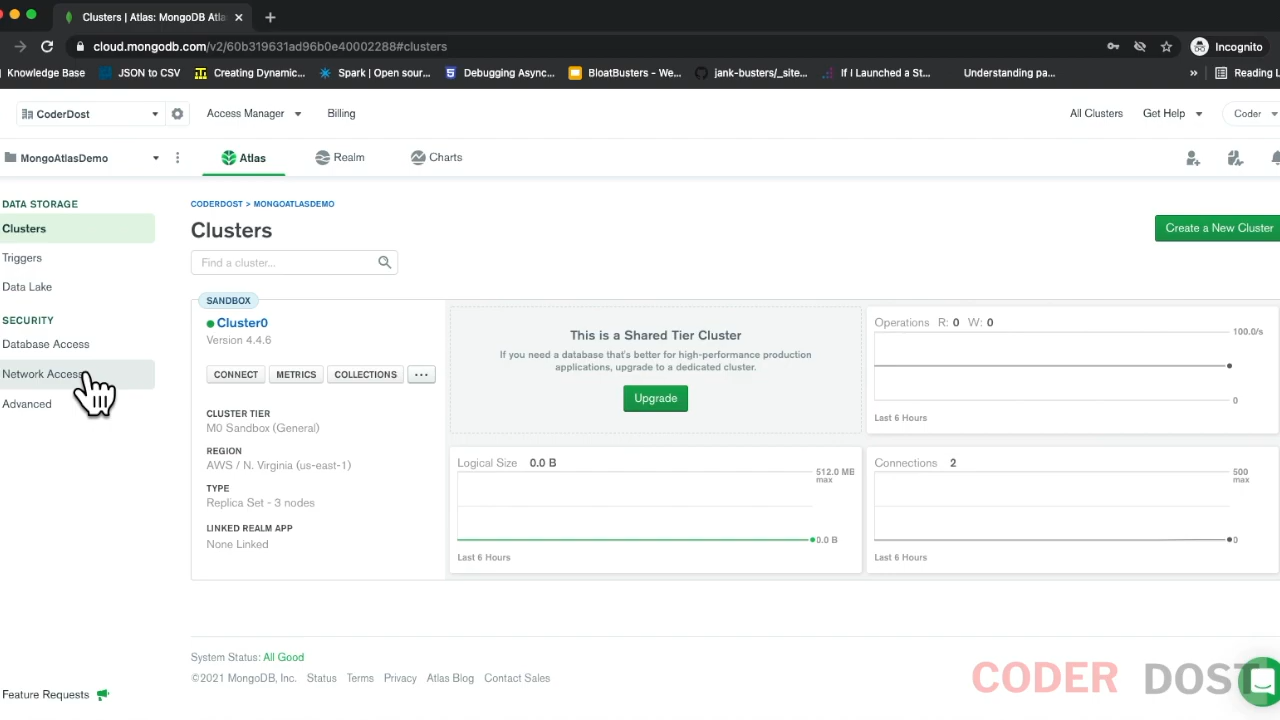 Clusters | Atlas: MongoDB Atla
cloud.mongodb.com/v2/60b319631ad96b0e40002288#clusters
Incognito
Knowledge Base
JSON to CSV
Creating Dynamic...
Spark | Open sour...
Debugging Async...
BloatBusters - We...
jank-busters/_site...
If I Launched a St...
Understanding pa...
»
Reading L
CoderDost
Access Manager
Billing
All Clusters
Get Help
Coder
MongoAtlasDemo
Atlas
Realm
Charts
DATA STORAGE
Clusters
Triggers
Data Lake
SECURITY
Database Access
Network Access
Advanced
Feature Requests
CODERDOST > MONGOATLASDEMO
Clusters
Create a New Cluster
Find a cluster...
SANDBOX
Cluster0
Version 4.4.6
CONNECT
METRICS
COLLECTIONS
...
CLUSTER TIER
M0 Sandbox (General)
REGION
AWS / N. Virginia (us-east-1)
TYPE
Replica Set - 3 nodes
LINKED REALM APP
None Linked
This is a Shared Tier Cluster
If you need a database that's better for high-performance production
applications, upgrade to a dedicated cluster.
Upgrade
Operations R: 0 W: 0
100.0/s
0
Last 6 Hours
Logical Size 0.0 B
512.0 MB
max
0.0 B
Last 6 Hours
Connections 2
500
max
0
Last 6 Hours
System Status: All Good
©2021 MongoDB, Inc. Status Terms Privacy Atlas Blog Contact Sales
CODER DOST